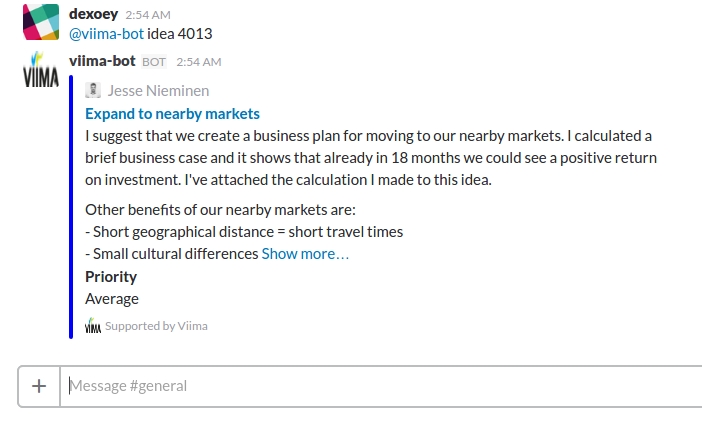 dexoey 2:54 AM
@viima-bot idea 4013
viima-bot BOT 2:54 AM
VIIMA
Jesse Nieminen
Expand to nearby markets
I suggest that we create a business plan for moving to our nearby markets. I calculated a
brief business case and it shows that already in 18 months we could see a positive return
on investment. I've attached the calculation I made to this idea.
Other benefits of our nearby markets are:
- Short geographical distance = short travel times
- Small cultural differences Show more…
Priority
Average
VIIMA Supported by Viima
+ Message #general